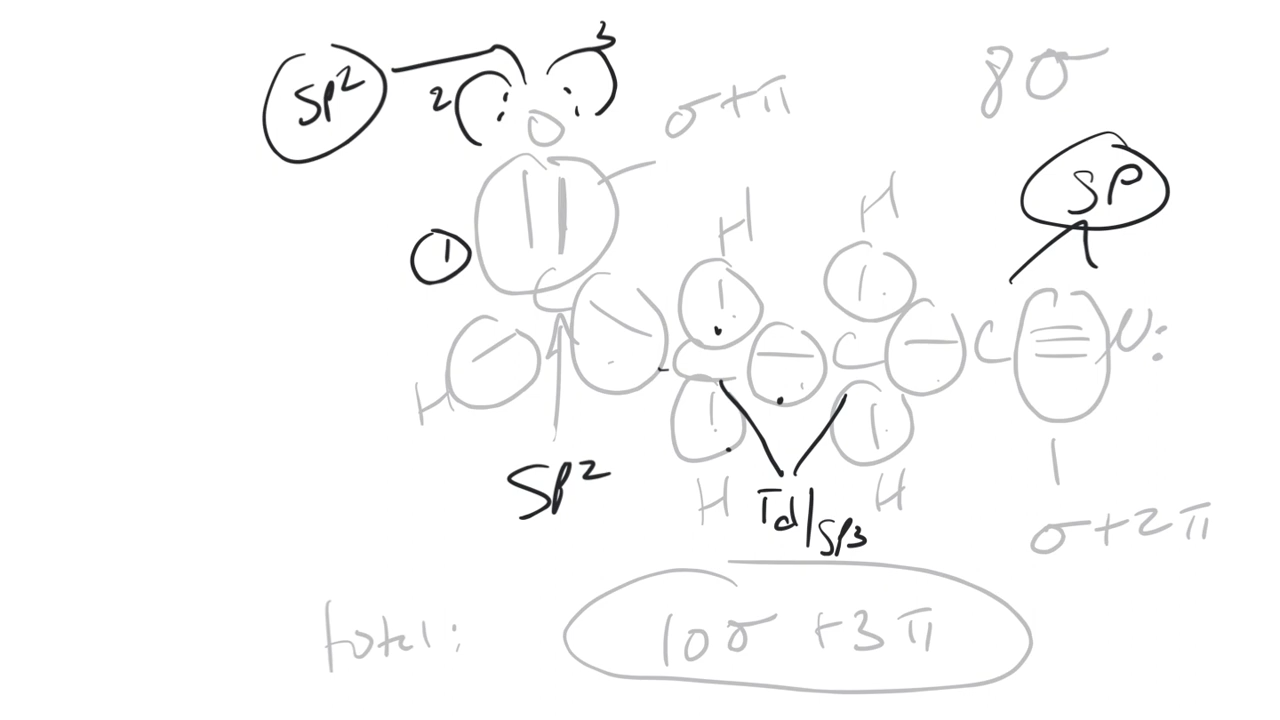 SP² 2 : O : 3 σ+π 8σ
SP
① ||
H H
C
H C C C ≡ N:
H H
SP² Td/SP3 σ+2π
total: 10σ +3π